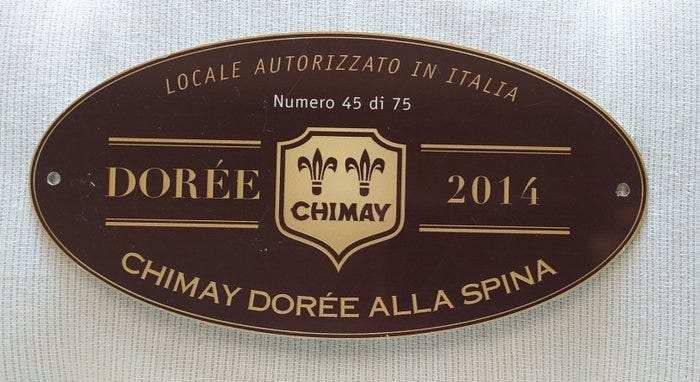 LOCALE AUTORIZZATO IN ITALIA
Numero 45 di 75
DORÉE
CHIMAY
2014
CHIMAY DORÉE ALLA SPINA